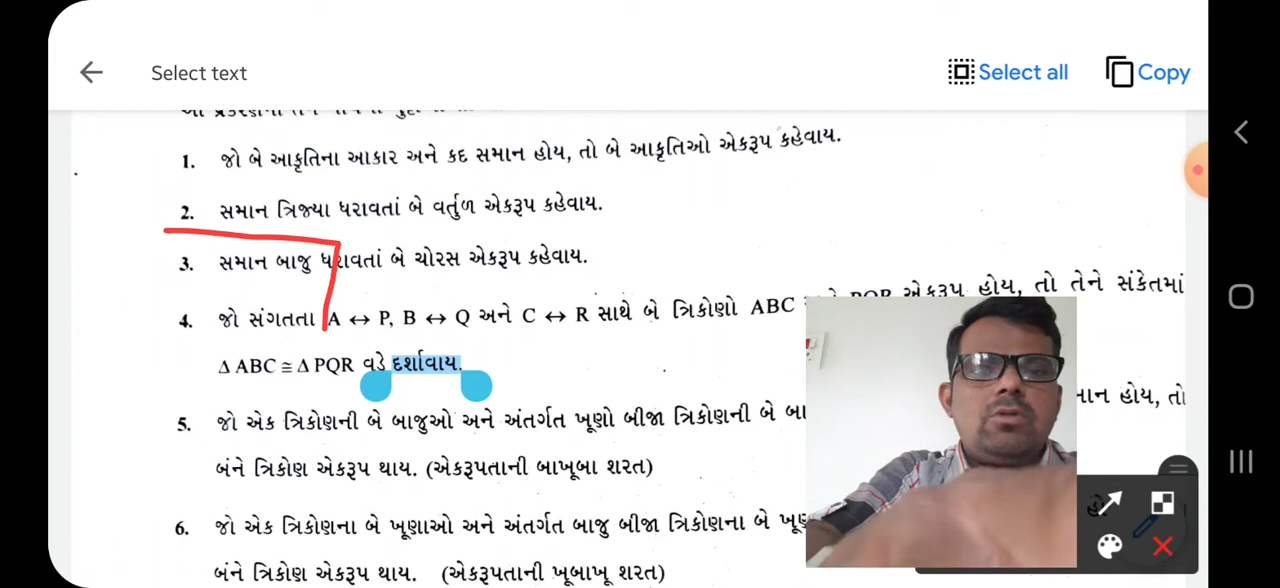 Select text
Select all
Copy
1. જો બે આકૃતિના આકાર અને કદ સમાન હોય, તો બે આકૃતિઓ એકરૂપ કહેવાય.
2. સમાન ત્રિજ્યા ધરાવતાં બે વર્તુળ એકરૂપ કહેવાય.
3. સમાન બાજુ ધરાવતાં બે ચોરસ એકરૂપ કહેવાય.
4. જો સંગતતા A ↔ P, B ↔ Q અને C ↔ R સાથે બે ત્રિકોણો ABC PQR એકરૂપ હોય, તો તેને સંકેતમાં
Δ ABC ≅ Δ PQR વડે દર્શાવાય.
5. જો એક ત્રિકોણની બે બાજુઓ અને અંતર્ગત ખૂણો બીજા ત્રિકોણની બે હોય, તો
બંને ત્રિકોણ એકરૂપ થાય. (એકરૂપતાની બાખૂબા શરત)
6. જો એક ત્રિકોણના બે ખૂણાઓ અને અંતર્ગત બાજુ બીજા ત્રિકોણના બે
બંને ત્રિકોણ એકરૂપ થાય. (એકરૂપતાની ખૂબાખૂ શરત)